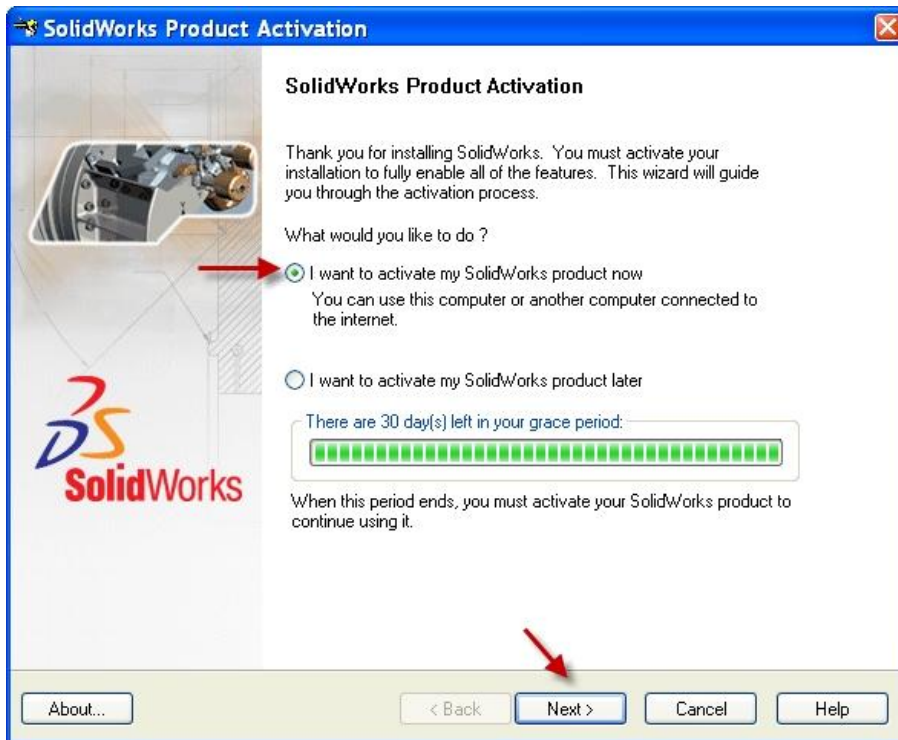 SolidWorks Product Activation
SolidWorks Product Activation
Thank you for installing SolidWorks. You must activate your
installation to fully enable all of the features. This wizard will guide
you through the activation process.
What would you like to do ?
I want to activate my SolidWorks product now
You can use this computer or another computer connected to
the internet.
I want to activate my SolidWorks product later
There are 30 day(s) left in your grace period:
When this period ends, you must activate your SolidWorks product to
continue using it.
SolidWorks
About...
< Back
Next >
Cancel
Help